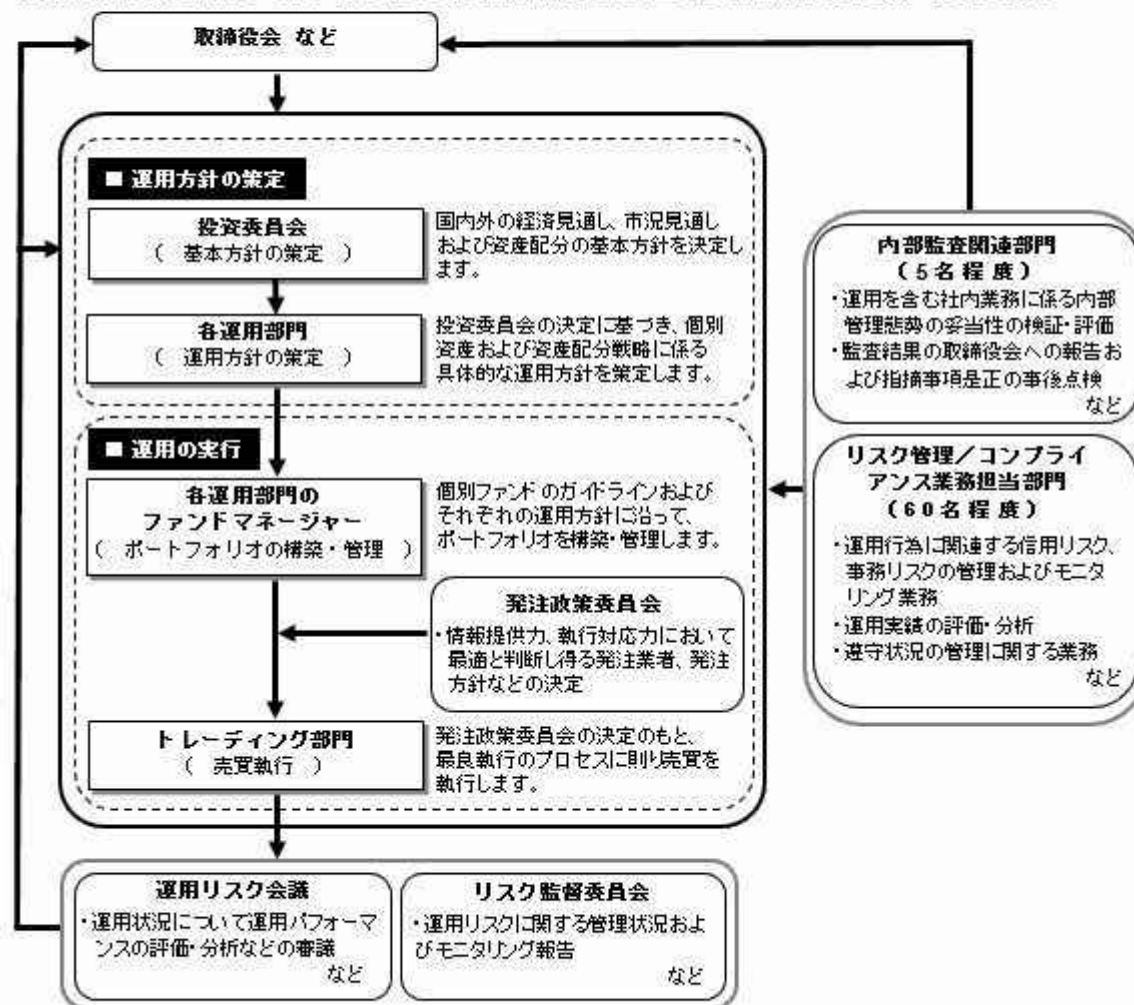 取締役会 など
■ 運用方針の策定
投資委員会
( 基本方針の策定 )
国内外の経済見通し、市況見通し
および資産配分の基本方針を決定し
ます。
各運用部門
( 運用方針の策定 )
投資委員会の決定に基づき、個別
資産および資産配分戦略に係る
具体的な運用方針を策定します。
■ 運用の実行
各運用部門の
ファンドマネージャー
( ポートフォリオの構築・管理 )
個別ファンドのガイドラインおよび
それぞれの運用方針に沿って、
ポートフォリオを構築・管理します。
発注政策委員会
・情報提供力、執行対応力において
最適と判断し得る発注業者、発注
方針などの決定
トレーディング部門
( 売買執行 )
発注政策委員会の決定のもと、
最良執行のプロセスに則り売買を
執行します。
内部監査関連部門
(5名程度)
・運用を含む社内業務に係る内部
管理態勢の妥当性の検証・評価
・監査結果の取締役会への報告お
よび指摘事項是正の事後点検
など
リスク管理/コンプライ
アンス業務担当部門
(60名程度)
・運用行為に関連する信用リスク、
事務リスクの管理およびモニタ
リング業務
・運用実績の評価・分析
・遵守状況の管理に関する業務
など
運用リスク会議
・運用状況について運用パフォーマ
ンスの評価・分析などの審議
など
リスク監督委員会
・運用リスクに関する管理状況およ
びモニタリング報告
など